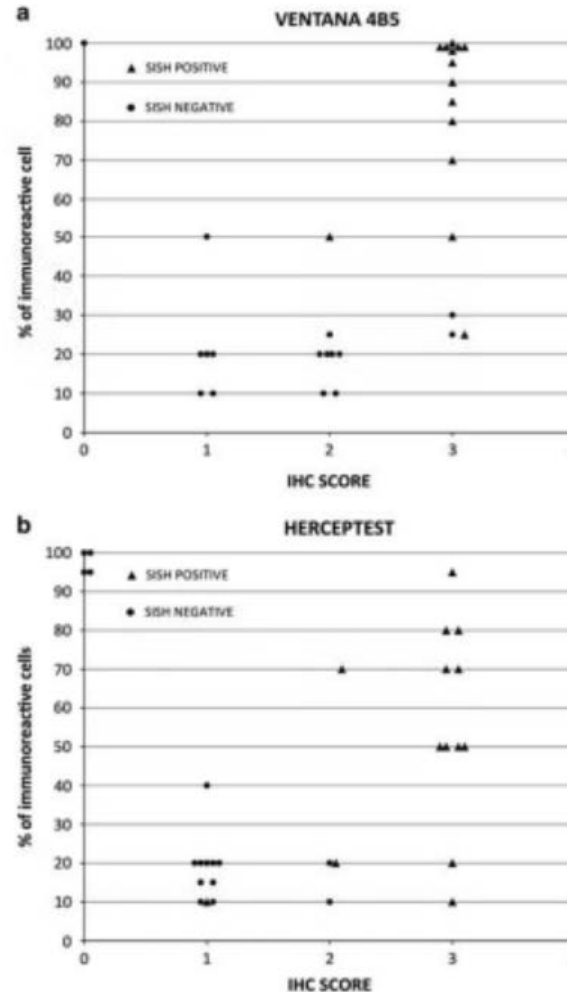 a
VENTANA 4B5
100
90
80
70
60
50
40
30
20
10
0
% of immunoreactive cell
SISH POSITIVE
SISH NEGATIVE
0 1 2 3
IHC SCORE
b
HERCEPTEST
100
90
80
70
60
50
40
30
20
10
0
% of immunoreactive cells
SISH POSITIVE
SISH NEGATIVE
0 1 2 3
IHC SCORE